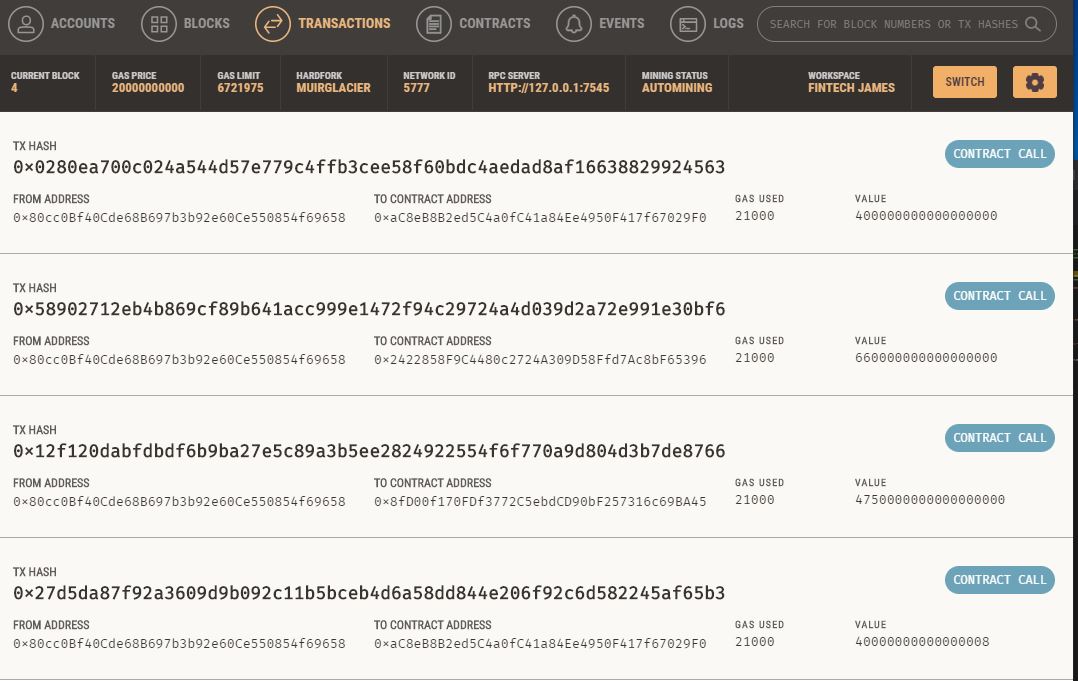 ACCOUNTS BLOCKS TRANSACTIONS CONTRACTS EVENTS LOGS SEARCH FOR BLOCK NUMBERS OR TX HASHES
CURRENT BLOCK GAS PRICE GAS LIMIT HARDFORK NETWORK ID RPC SERVER MINING STATUS WORKSPACE SWITCH
4 20000000000 6721975 MUIRGLACIER 5777 HTTP://127.0.0.1:7545 AUTOMINING FINTECH JAMES
TX HASH
0×0280ea700c024a544d57e779c4ffb3cee58f60bdc4aedad8af16638829924563 CONTRACT CALL
FROM ADDRESS TO CONTRACT ADDRESS GAS USED VALUE
0×80cc0Bf40Cde68B697b3b92e60Ce550854f69658 0×aC8eB8B2ed5C4a0fC41a84Ee4950F417f67029F0 21000 400000000000000000
TX HASH
0×58902712eb4b869cf89b641acc999e1472f94c29724a4d039d2a72e991e30bf6 CONTRACT CALL
FROM ADDRESS TO CONTRACT ADDRESS GAS USED VALUE
0×80cc0Bf40Cde68B697b3b92e60Ce550854f69658 0×2422858F9C4480c2724A309D58Ffd7Ac8bF65396 21000 660000000000000000
TX HASH
0×12f120dabfdbdf6b9ba27e5c89a3b5ee2824922554f6f770a9d804d3b7de8766 CONTRACT CALL
FROM ADDRESS TO CONTRACT ADDRESS GAS USED VALUE
0×80cc0Bf40Cde68B697b3b92e60Ce550854f69658 0×8fD00f170FDf3772C5ebdCD90bF257316c69BA45 21000 4750000000000000000
TX HASH
0×27d5da87f92a3609d9b092c11b5bceb4d6a58dd844e206f92c6d582245af65b3 CONTRACT CALL
FROM ADDRESS TO CONTRACT ADDRESS GAS USED VALUE
0×80cc0Bf40Cde68B697b3b92e60Ce550854f69658 0×aC8eB8B2ed5C4a0fC41a84Ee4950F417f67029F0 21000 40000000000000008